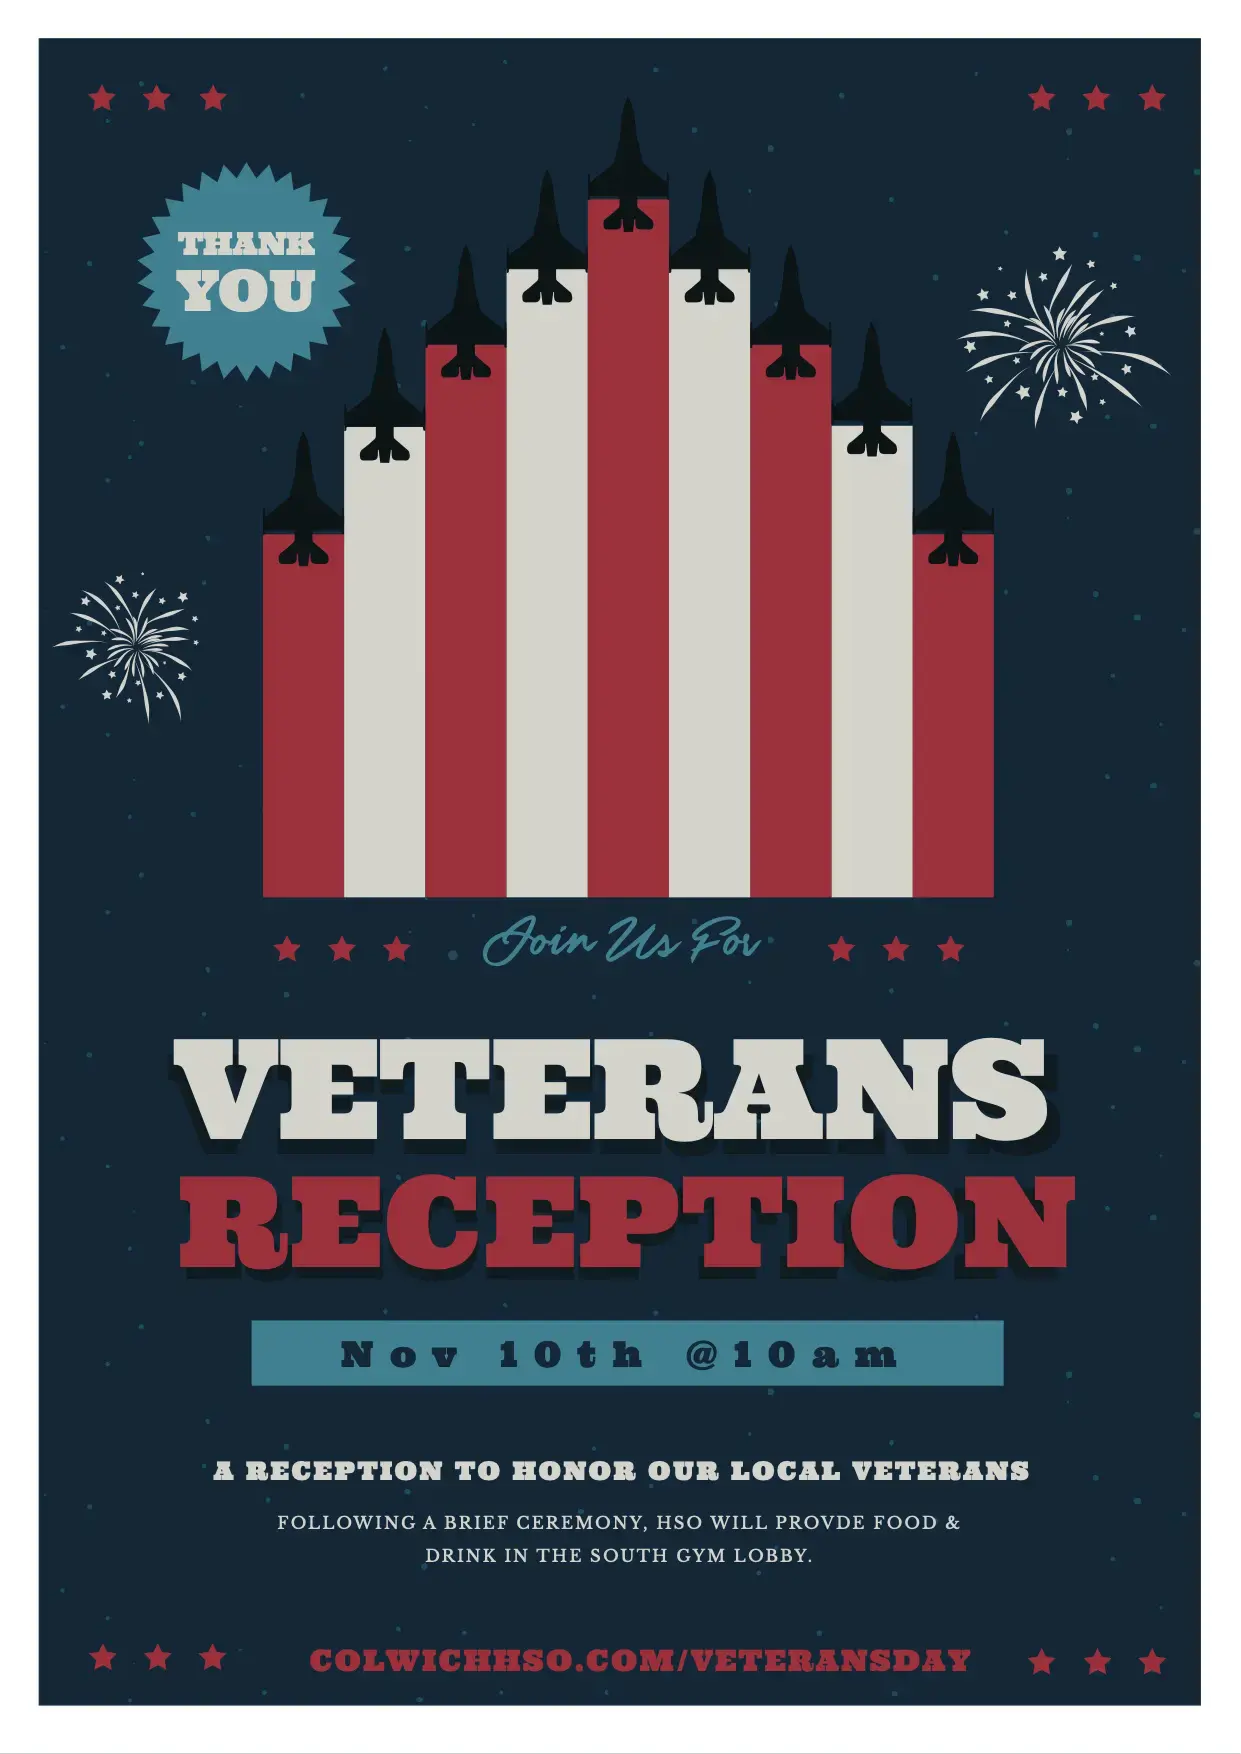 THANK
YOU
Join Us For
VETERANS
RECEPTION
Nov 10th @10am
A RECEPTION TO HONOR OUR LOCAL VETERANS
FOLLOWING A BRIEF CEREMONY, HSO WILL PROVDE FOOD &
DRINK IN THE SOUTH GYM LOBBY.
COLWICHHSO.COM/VETERANSDAY